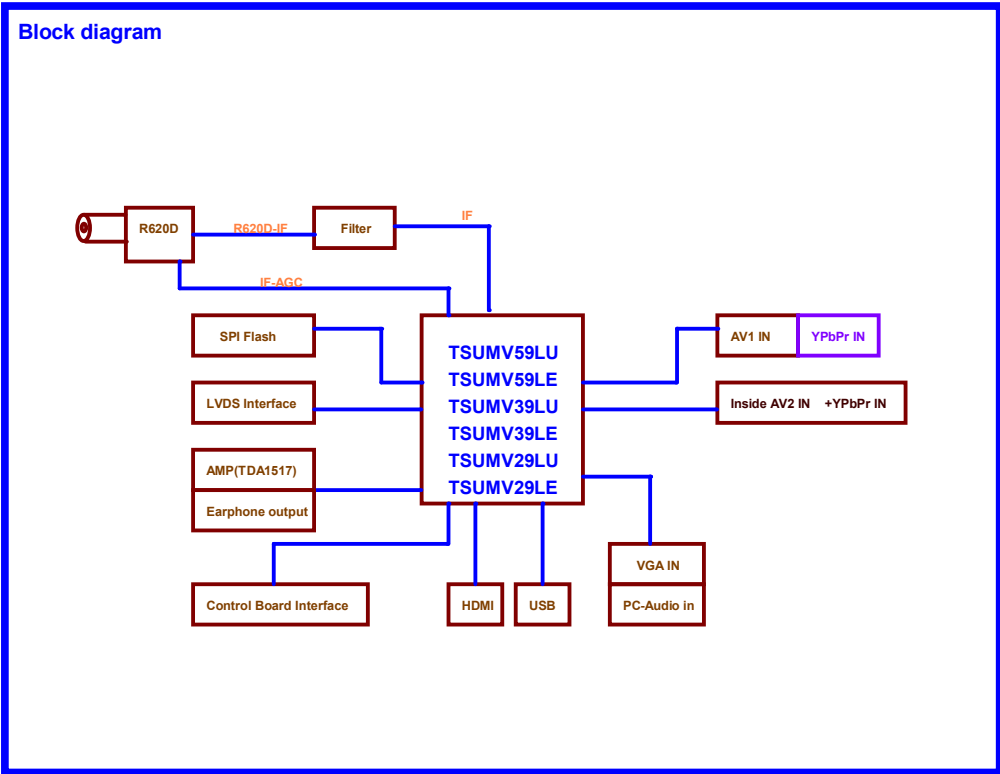 Block diagram
IF
R620D
R620D-IF
Filter
IF-AGC
SPI Flash
AV1 IN
YPbPr IN
TSUMV59LU
TSUMV59LE
TSUMV39LU
TSUMV39LE
TSUMV29LU
TSUMV29LE
LVDS Interface
Inside AV2 IN +YPbPr IN
AMP(TDA1517)
Earphone output
VGA IN
PC-Audio in
Control Board Interface
HDMI
USB